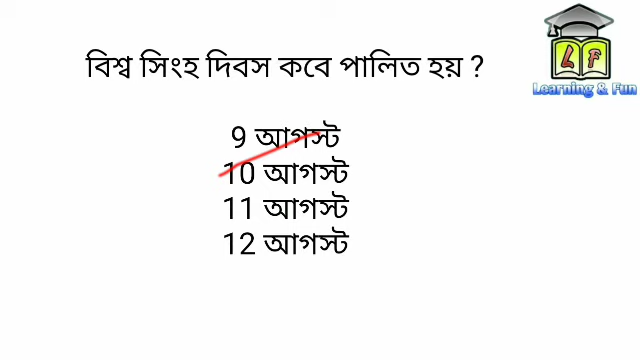 বিশ্ব সিংহ দিবস কবে পালিত হয় ?
9 আগস্ট
10 আগস্ট
11 আগস্ট
12 আগস্ট
LF
Learning & Fun